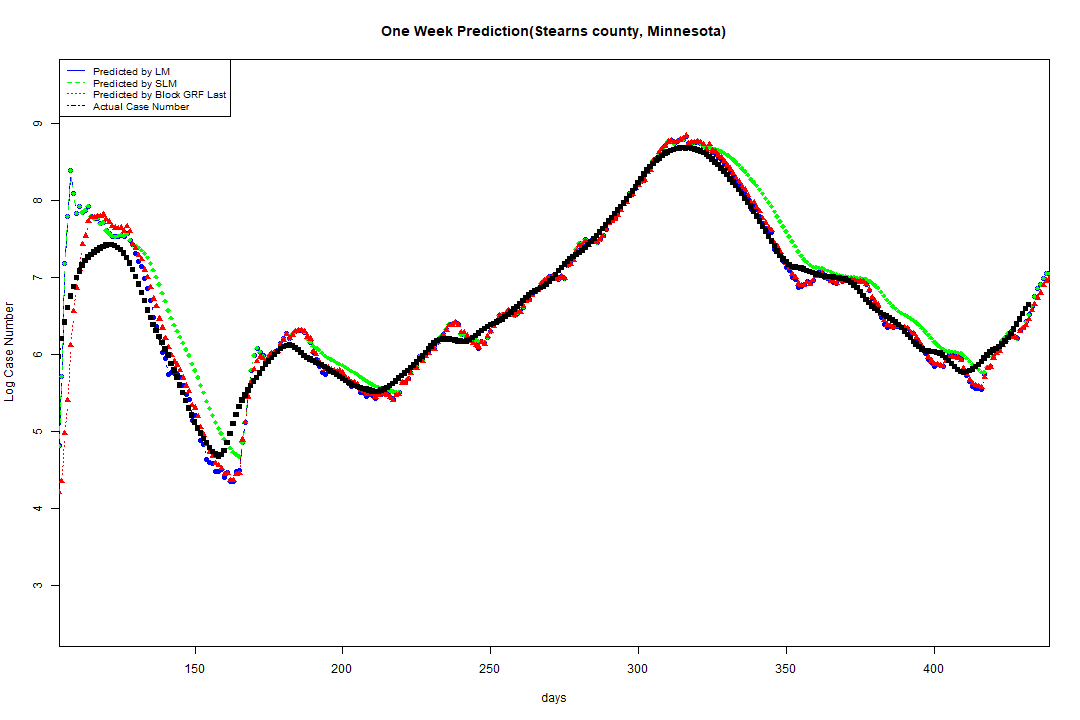 One Week Prediction(Stearns county, Minnesota)
Predicted by LM
Predicted by SLM
Predicted by Block GRF Last
Actual Case Number
Log Case Number
9
8
7
6
5
4
3
150 200 250 300 350 400
days